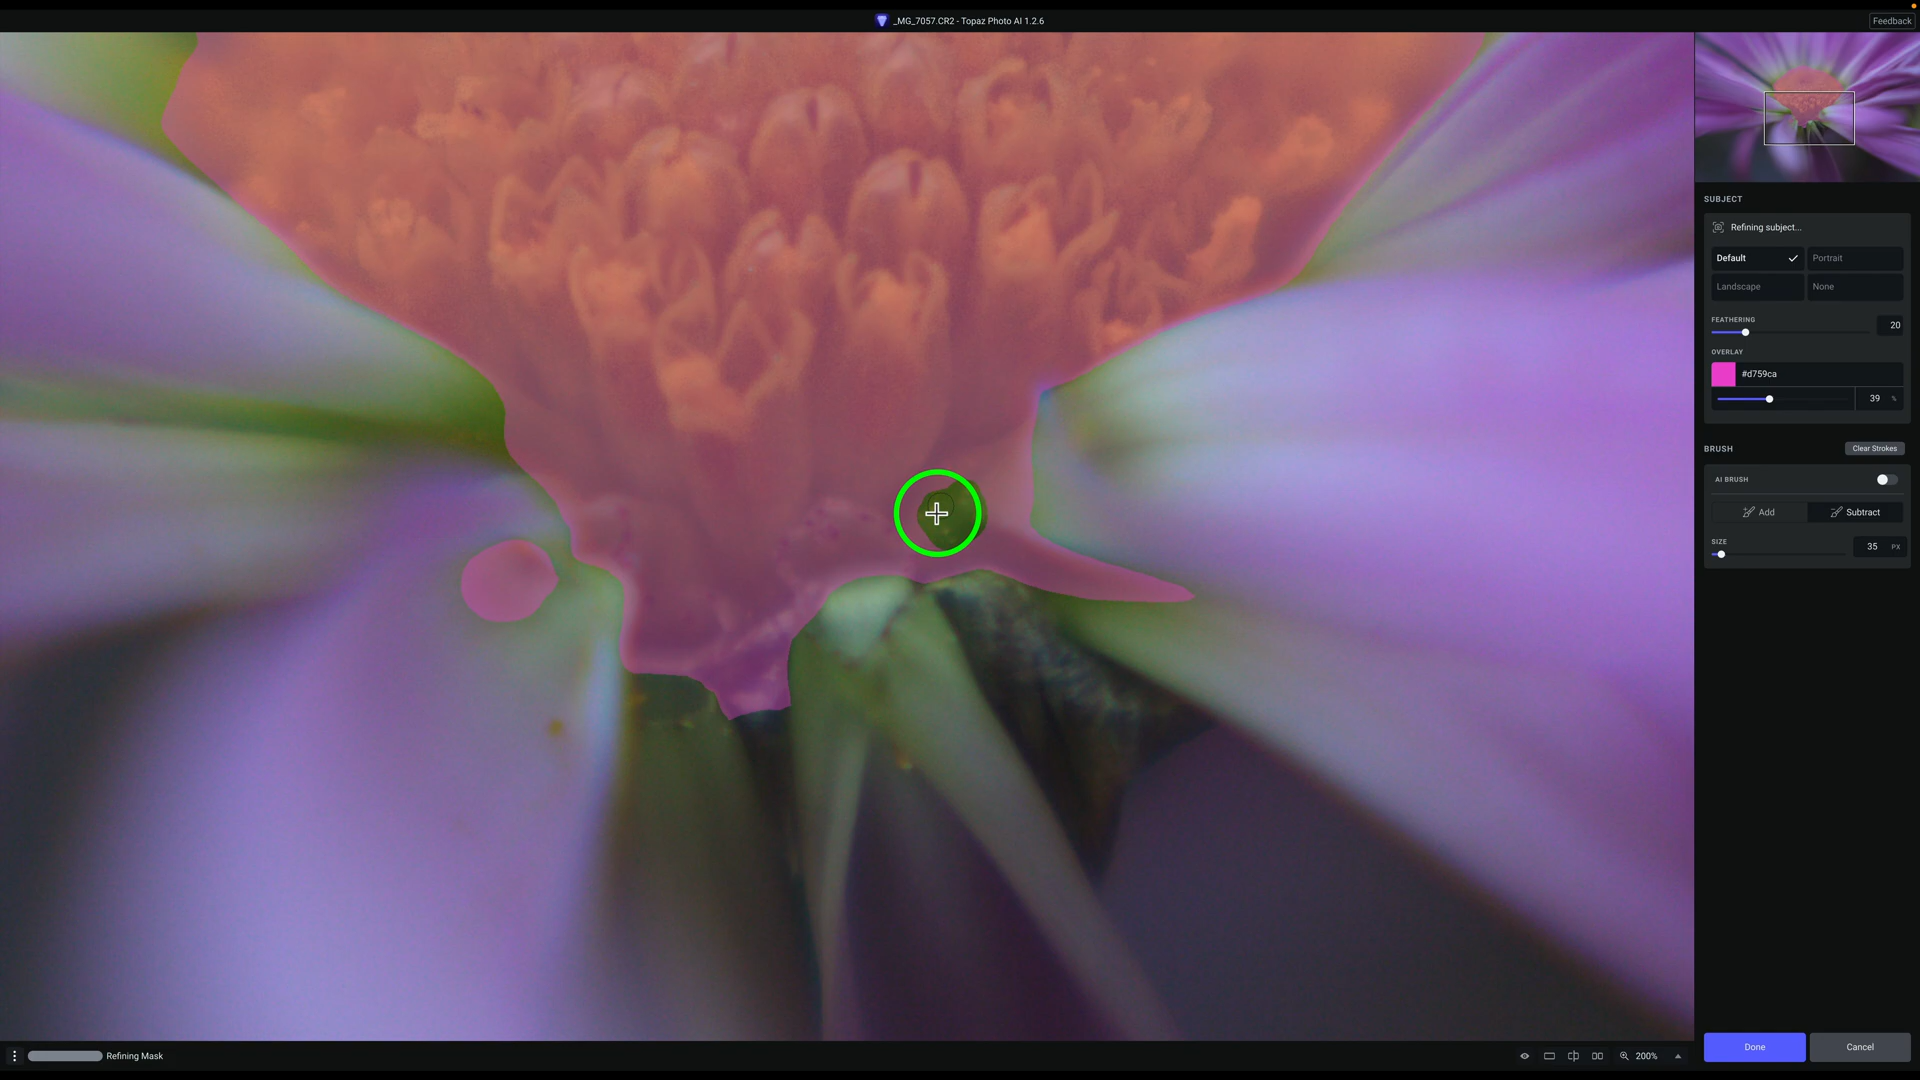 _MG_7057.CR2 - Topaz Photo AI 1.2.6
Feedback
SUBJECT
Refining subject...
Default
Portrait
Landscape
None
FEATHERING
20
OVERLAY
#d759ca
39 %
BRUSH
Clear Strokes
AI BRUSH
Add
Subtract
SIZE
35 PX
Done
Cancel
Refining Mask
200%